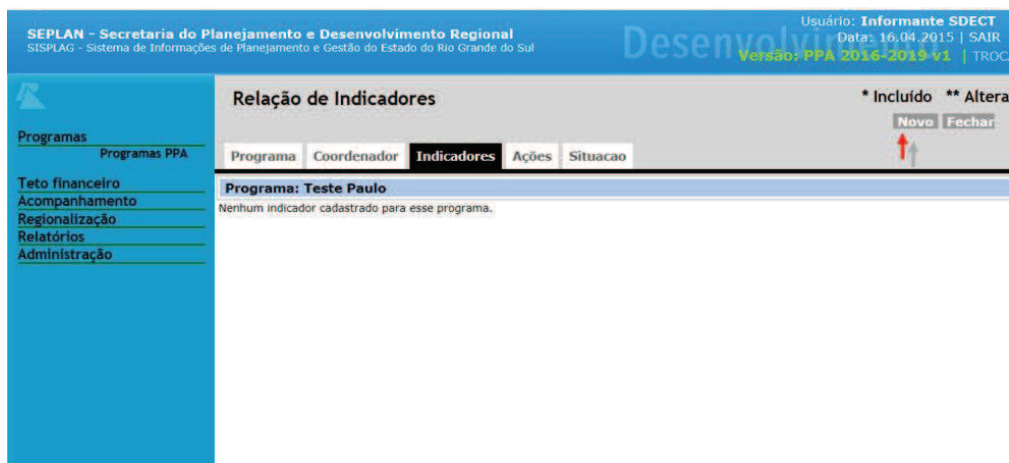 SEPLAN - Secretaria do Planejamento e Desenvolvimento Regional
SISPLAG - Sistema de Informações de Planejamento e Gestão do Estado do Rio Grande do Sul
Usuário: Informante SDECT
Data: 16.04.2015 | SAIR
Versão: PPA 2016-2019-v1 | TROCA
Programas
Programas PPA
Teto financeiro
Acompanhamento
Regionalização
Relatórios
Administração
Relação de Indicadores
* Incluído ** Altera
Novo Fechar
Programa Coordenador Indicadores Ações Situacao
Programa: Teste Paulo
Nenhum indicador cadastrado para esse programa.